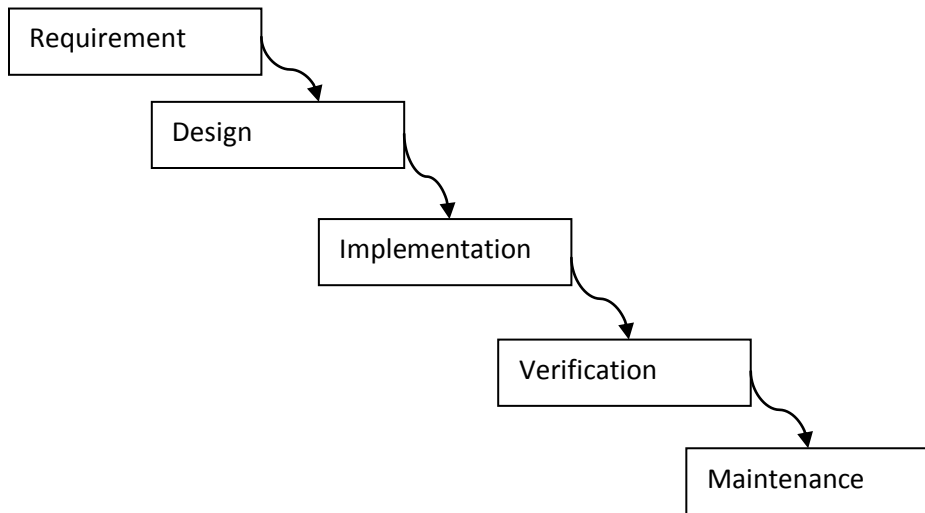 Requirement
Design
Implementation
Verification
Maintenance